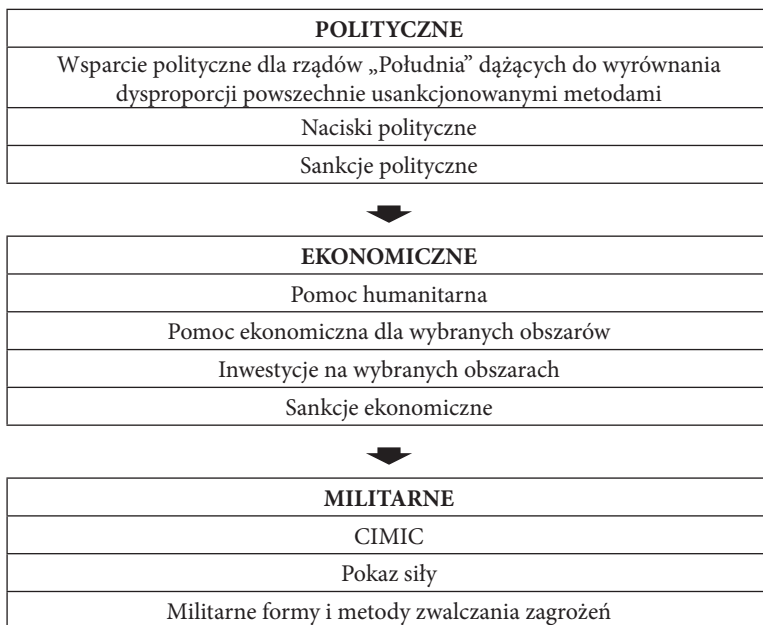 POLITYCZNE
Wsparcie polityczne dla rządów „Południa” dążących do wyrównania
dysproporcji powszechnie usankcjonowanymi metodami
Naciski polityczne
Sankcje polityczne
EKONOMICZNE
Pomoc humanitarna
Pomoc ekonomiczna dla wybranych obszarów
Inwestycje na wybranych obszarach
Sankcje ekonomiczne
MILITARNE
CIMIC
Pokaz siły
Militarne formy i metody zwalczania zagrożeń